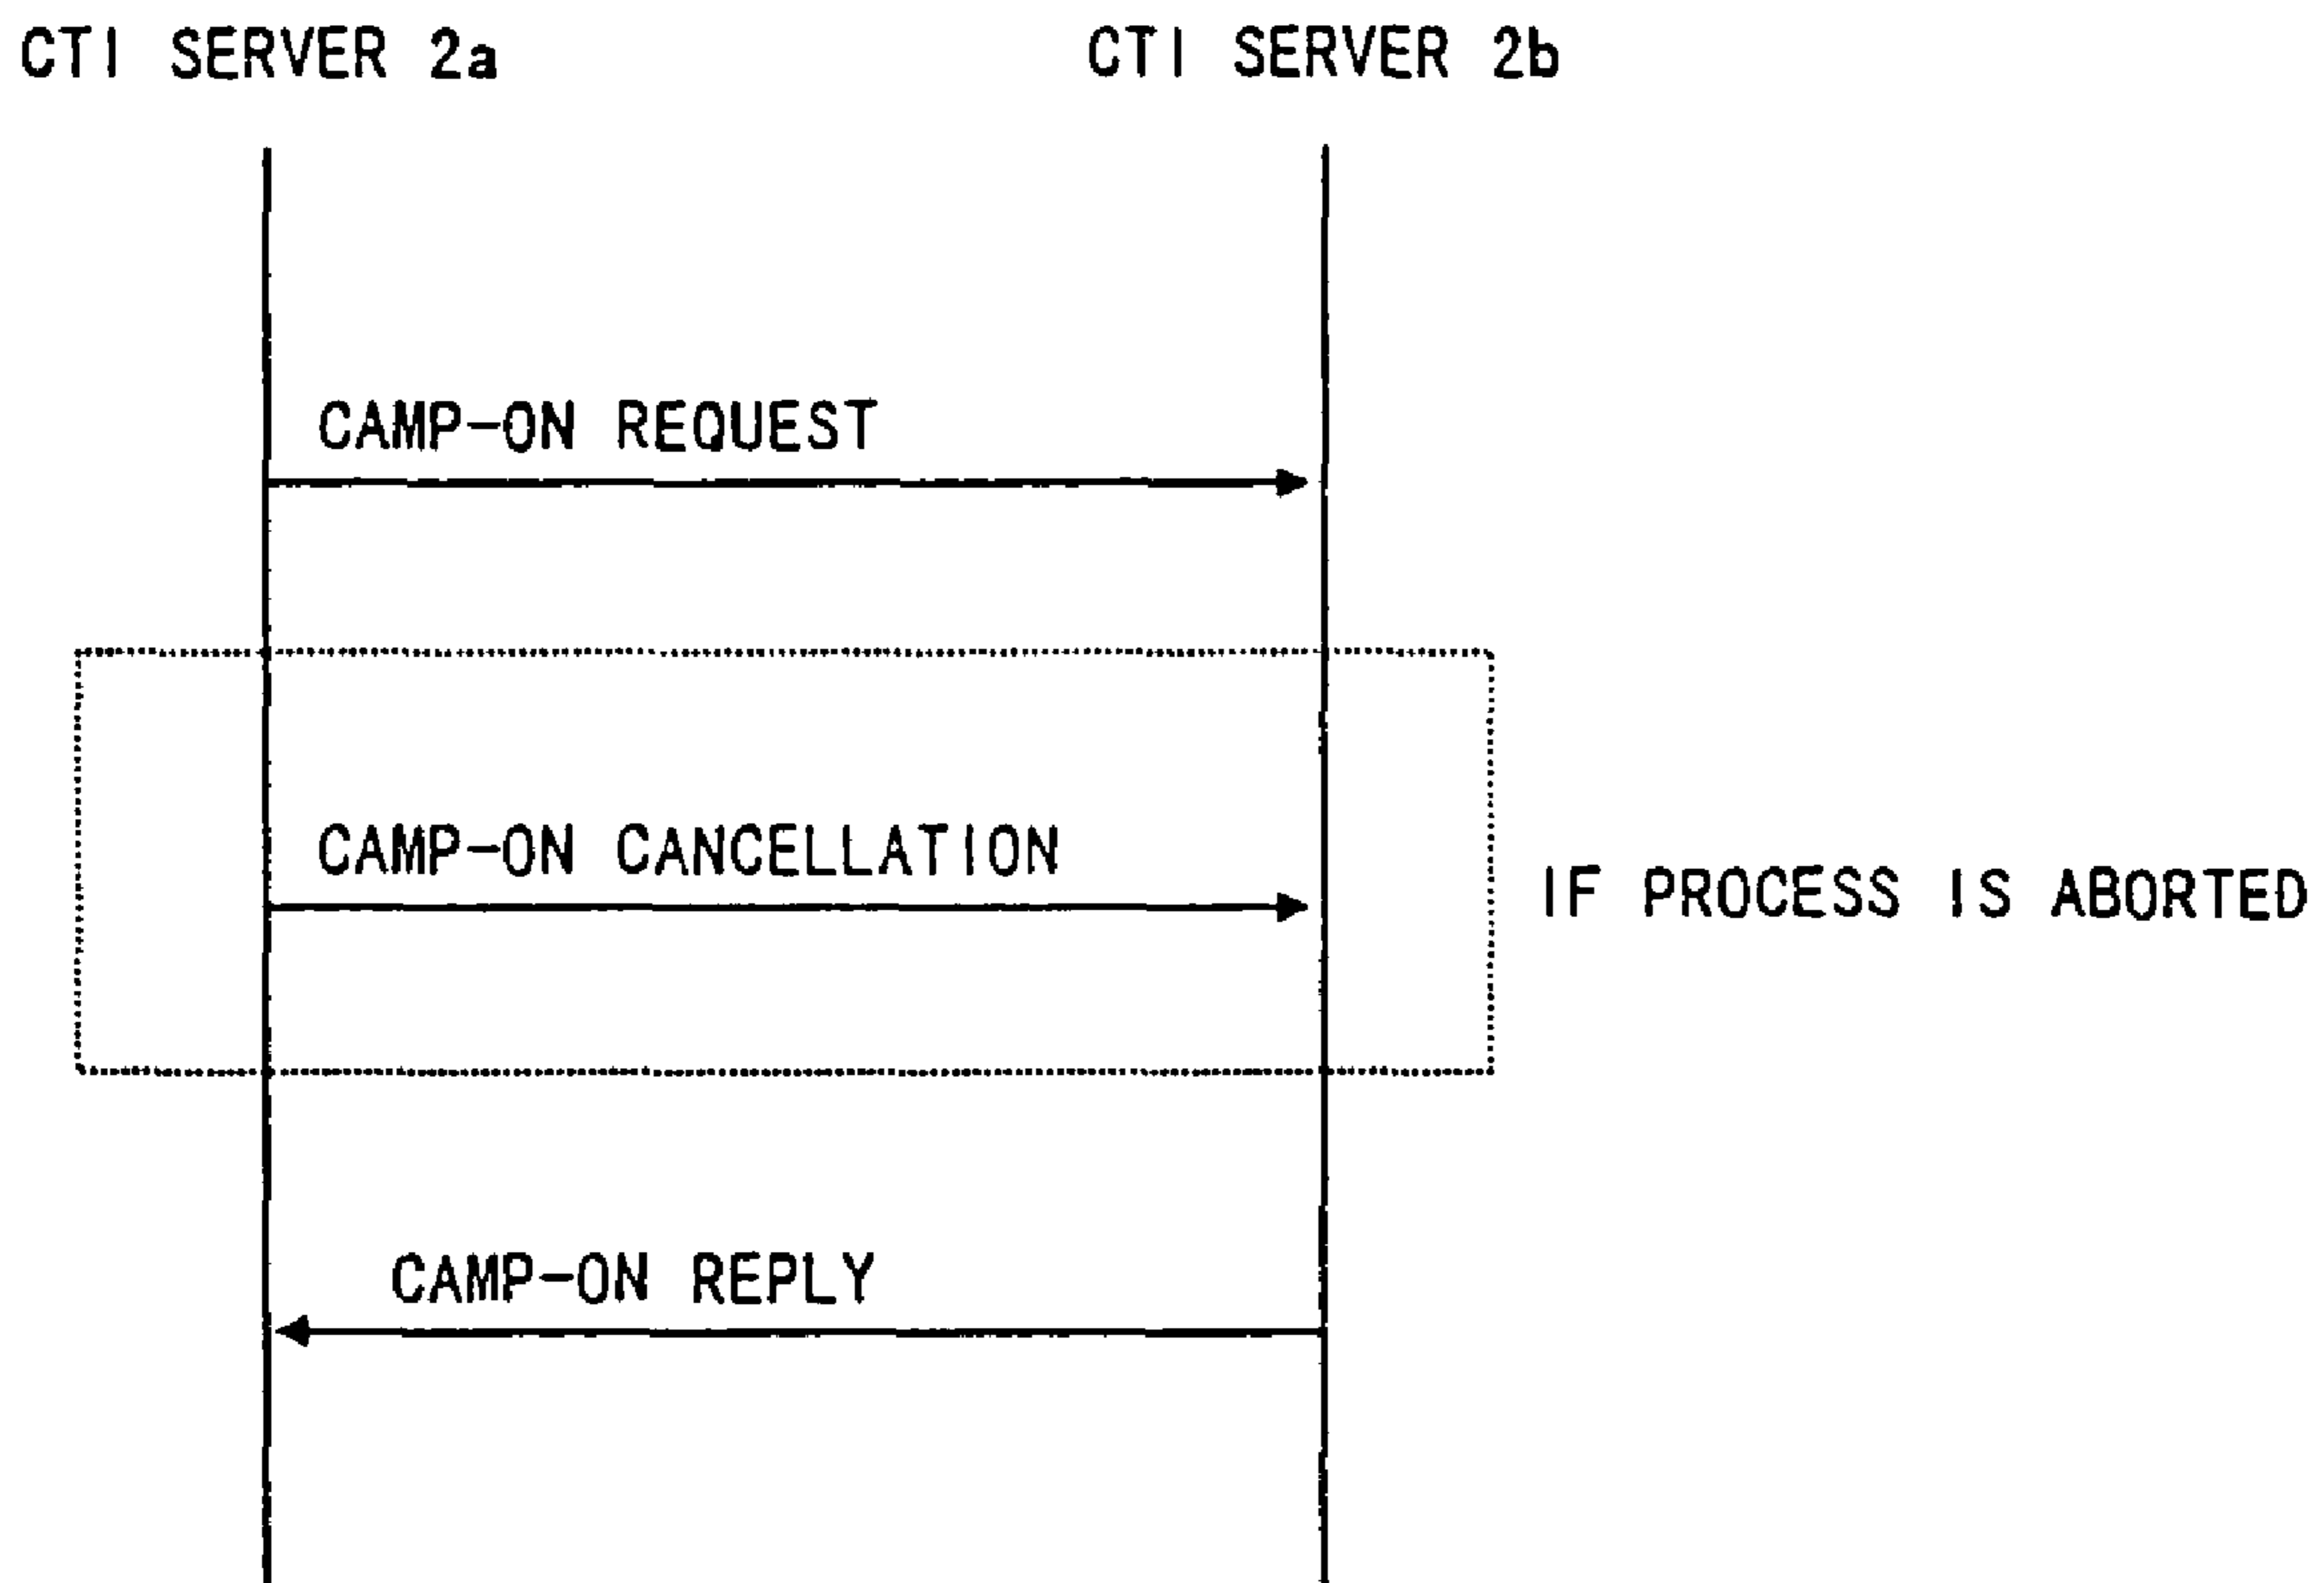 CTI SERVER 2a
CTI SERVER 2b
CAMP-ON REQUEST
CAMP-ON CANCELLATION
IF PROCESS IS ABORTED
CAMP-ON REPLY